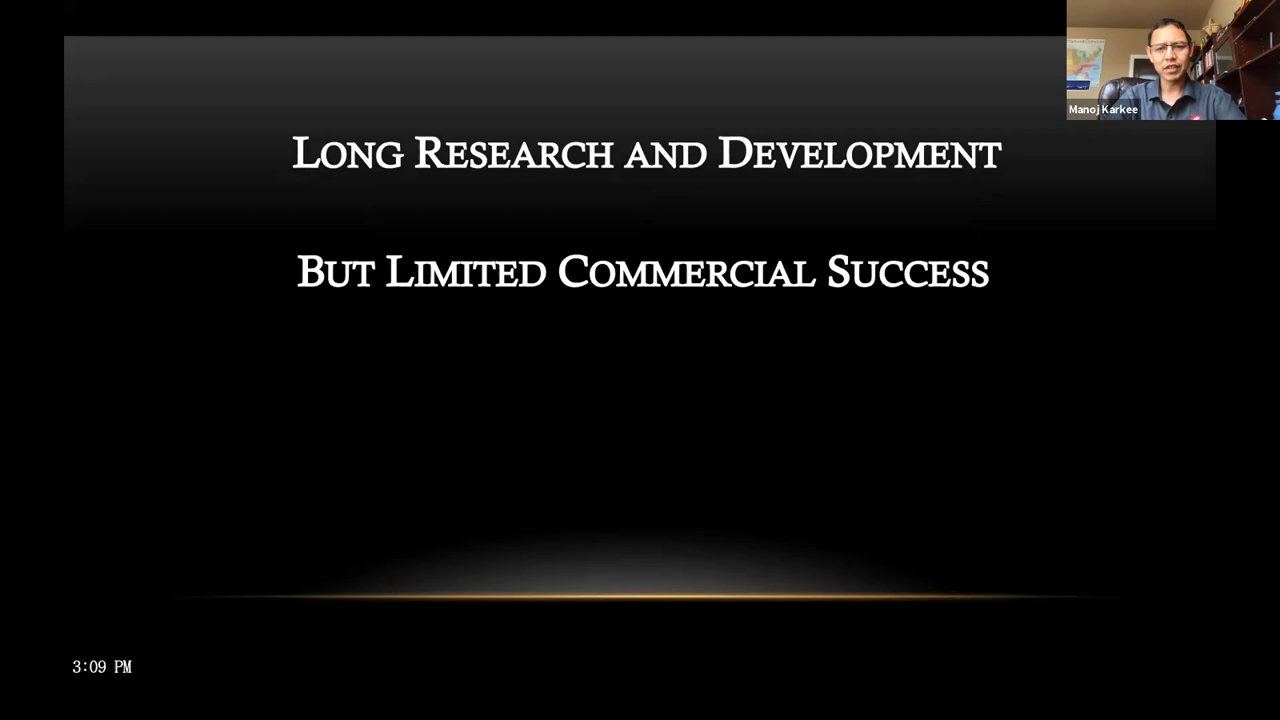 Manoj Karkee
LONG RESEARCH AND DEVELOPMENT
BUT LIMITED COMMERCIAL SUCCESS
3:09 PM